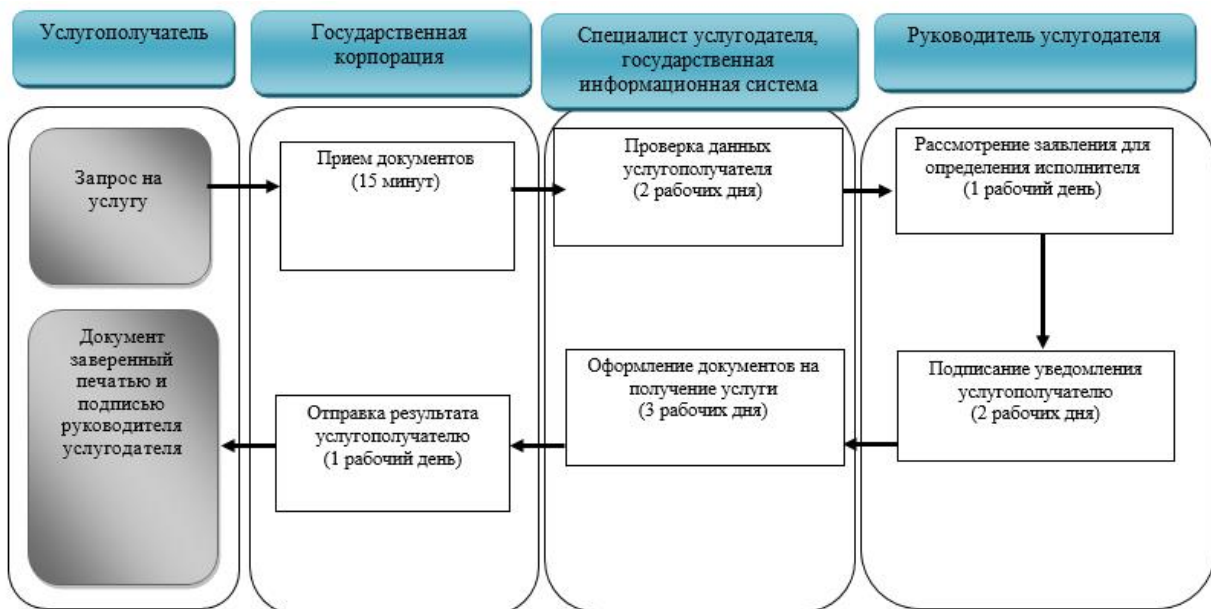 Услугополучатель
Государственная
корпорация
Специалист услугодателя,
государственная
информационная система
Руководитель услугодателя
Запрос на
услугу
Прием документов
(15 минут)
Проверка данных
услугополучателя
(2 рабочих дня)
Рассмотрение заявления для
определения исполнителя
(1 рабочий день)
Подписание уведомления
услугополучателю
(2 рабочих дня)
Оформление документов на
получение услуги
(3 рабочих дня)
Отправка результата
услугополучателю
(1 рабочий день)
Документ
заверенный
печатью и
подписью
руководителя
услугодателя